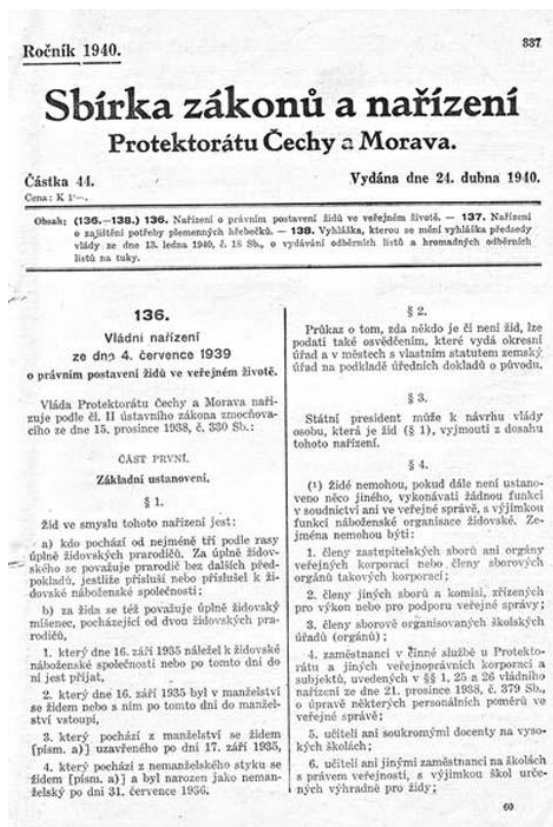 Ročník 1940.
337
Sbírka zákonů a nařízení
Protektorátu Čechy a Morava.
Částka 44.
Vydána dne 24. dubna 1940.
Cena: K 1·—.
Obsah: (136.—138.) 136. Nařízení o právním postavení židů ve veřejném životě. — 137. Nařízení
o zajištění potřeby plemenných hřebečků. — 138. Vyhláška, kterou se mění vyhláška předsedy
vlády ze dne 13. ledna 1940, č. 18 Sb., o vydávání odběrních listů a hromadných odběrních
listů na tuky.
136.
Vládní nařízení
ze dne 4. července 1939
o právním postavení židů ve veřejném životě.
Vláda Protektorátu Čechy a Morava naři-
zuje podle čl. II ústavního zákona zmocňova-
cího ze dne 15. prosince 1938, č. 330 Sb.:
ČÁST PRVNÍ.
Základní ustanovení.
§ 1.
Žid ve smyslu tohoto nařízení jest:
a) kdo pochází od nejméně tří podle rasy
úplně židovských prarodičů. Za úplně židov-
ského se považuje prarodič bez dalších před-
pokladů, jestliže přísluší nebo příslušel k ži-
dovské náboženské společnosti;
b) za žida se též považuje úplně židovský
míšenec, pocházející od dvou židovských pra-
rodičů,
1. který dne 16. září 1935 náležel k židovské
náboženské společnosti nebo po tomto dni do
ní jest přijat,
2. který dne 16. září 1935 byl v manželství
se židem nebo s ním po tomto dni do manžel-
ství vstoupí,
3. který pochází z manželství se židem
[písm. a)] uzavřeného po dni 17. září 1935,
4. který pochází z nemanželského styku se
židem [písm. a)] a byl narozen jako neman-
želský po dni 31. července 1936.
§ 2.
Průkaz o tom, zda někdo je či není žid, lze
podati také osvědčením, které vydá okresní
úřad a v městech s vlastním statutem zemský
úřad na podkladě úředních dokladů o původu.
§ 3.
Státní president může k návrhu vlády
osobu, která je žid (§ 1), vyjmouti z dosahu
tohoto nařízení.
§ 4.
(1) Židé nemohou, pokud dále není ustano-
veno něco jiného, vykonávati žádnou funkci
v soudnictví ani ve veřejné správě, s výjimkou
funkcí náboženské organisace židovské. Ze-
jména nemohou býti:
1. členy zastupitelských sborů ani orgány
veřejných korporací nebo členy sborových
orgánů takových korporací;
2. členy jiných sborů a komisí, zřízených
pro výkon nebo pro podporu veřejné správy;
3. členy sborově organisovaných školských
úřadů (orgánů);
4. zaměstnanci v činné službě u Protekto-
rátu a jiných veřejnoprávních korporací a
subjektů, uvedených v §§ 1, 25 a 26 vládního
nařízení ze dne 21. prosince 1938, č. 379 Sb.,
o úpravě některých personálních poměrů ve
veřejné správě;
5. učiteli ani soukromými docenty na vyso-
kých školách;
6. učiteli ani jinými zaměstnanci na školách
s právem veřejnosti, s výjimkou škol urče-
ných výhradně pro židy;
60